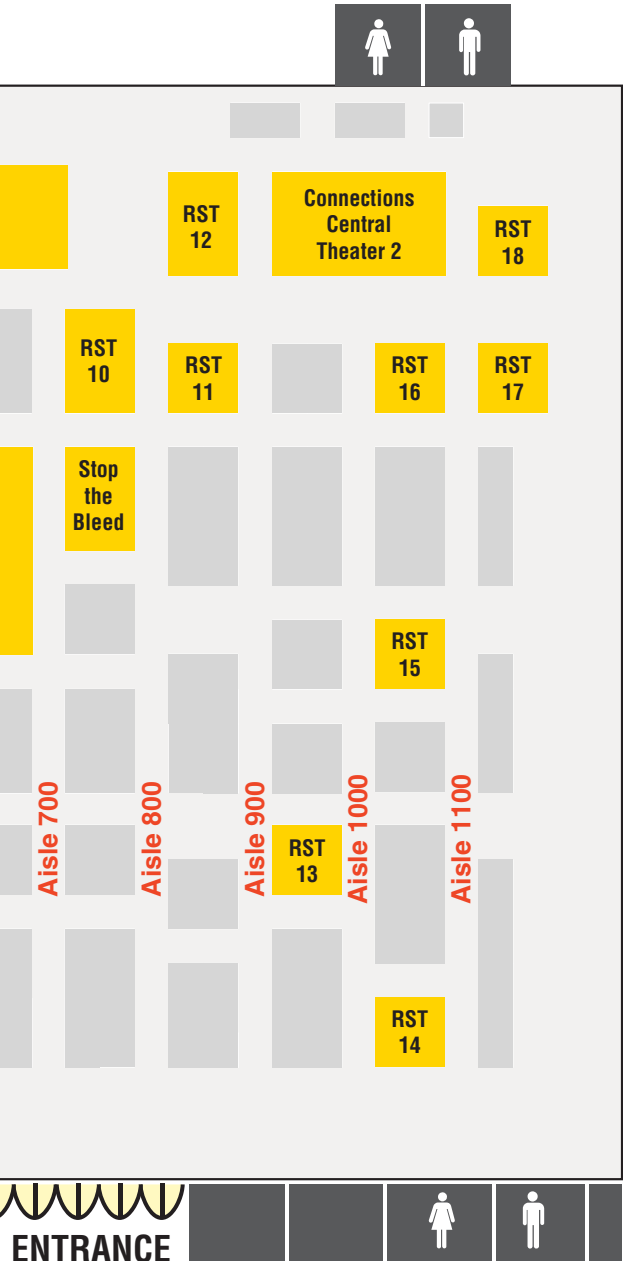 RST
12
Connections
Central
Theater 2
RST
18
RST
10
RST
11
RST
16
RST
17
Stop
the
Bleed
RST
15
Aisle 700
Aisle 800
Aisle 900
Aisle 1000
Aisle 1100
RST
13
RST
14
ENTRANCE